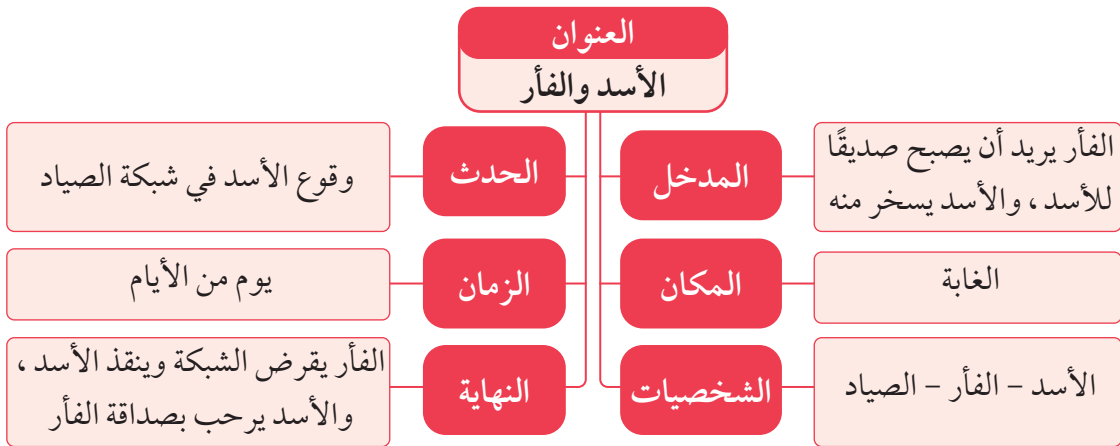 العنوان
الأسد والفأر
المدخل
الفأر يريد أن يصبح صديقًا
للأسد ، والأسد يسخر منه
الحدث
وقوع الأسد في شبكة الصياد
المكان
الغابة
الزمان
يوم من الأيام
الشخصيات
الأسد – الفأر – الصياد
النهاية
الفأر يقرض الشبكة وينقذ الأسد ،
والأسد يرحب بصداقة الفأر